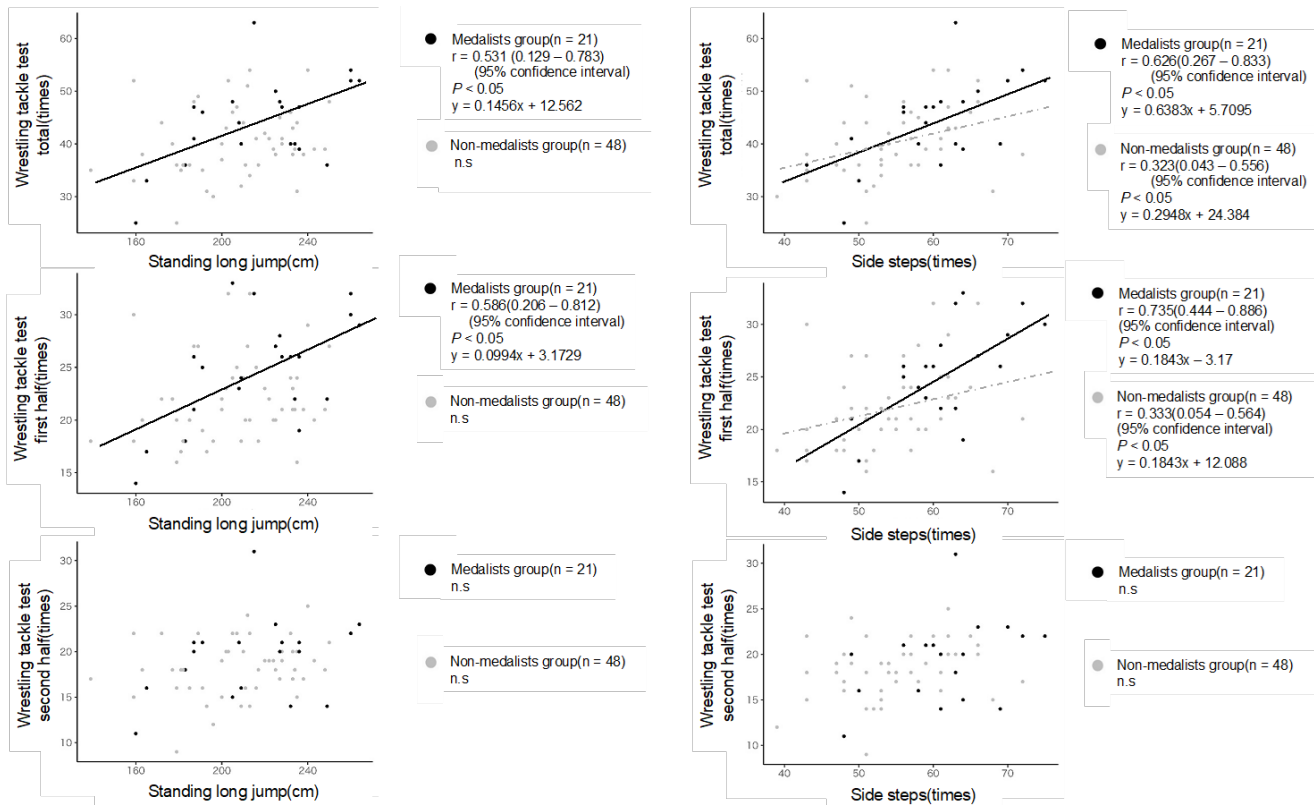 Wrestling tackle test
total(times)
60
50
40
30
160
200
240
Standing long jump(cm)
Medalists group(n = 21)
r = 0.531 (0.129 – 0.783)
(95% confidence interval)
P < 0.05
y = 0.1456x + 12.562
Non-medalists group(n = 48)
n.s
Wrestling tackle test
total(times)
60
50
40
30
40
50
60
70
Side steps(times)
Medalists group(n = 21)
r = 0.626(0.267 – 0.833)
(95% confidence interval)
P < 0.05
y = 0.6383x + 5.7095
Non-medalists group(n = 48)
r = 0.323(0.043 – 0.556)
(95% confidence interval)
P < 0.05
y = 0.2948x + 24.384
Wrestling tackle test
first half(times)
30
25
20
15
160
200
240
Standing long jump(cm)
Medalists group(n = 21)
r = 0.586(0.206 – 0.812)
(95% confidence interval)
P < 0.05
y = 0.0994x + 3.1729
Non-medalists group(n = 48)
n.s
Wrestling tackle test
first half(times)
30
25
20
15
40
50
60
70
Side steps(times)
Medalists group(n = 21)
r = 0.735(0.444 – 0.886)
(95% confidence interval)
P < 0.05
y = 0.1843x – 3.17
Non-medalists group(n = 48)
r = 0.333(0.054 – 0.564)
(95% confidence interval)
P < 0.05
y = 0.1843x + 12.088
Wrestling tackle test
second half(times)
30
25
20
15
10
160
200
240
Standing long jump(cm)
Medalists group(n = 21)
n.s
Non-medalists group(n = 48)
n.s
Wrestling tackle test
second half(times)
30
25
20
15
10
40
50
60
70
Side steps(times)
Medalists group(n = 21)
n.s
Non-medalists group(n = 48)
n.s